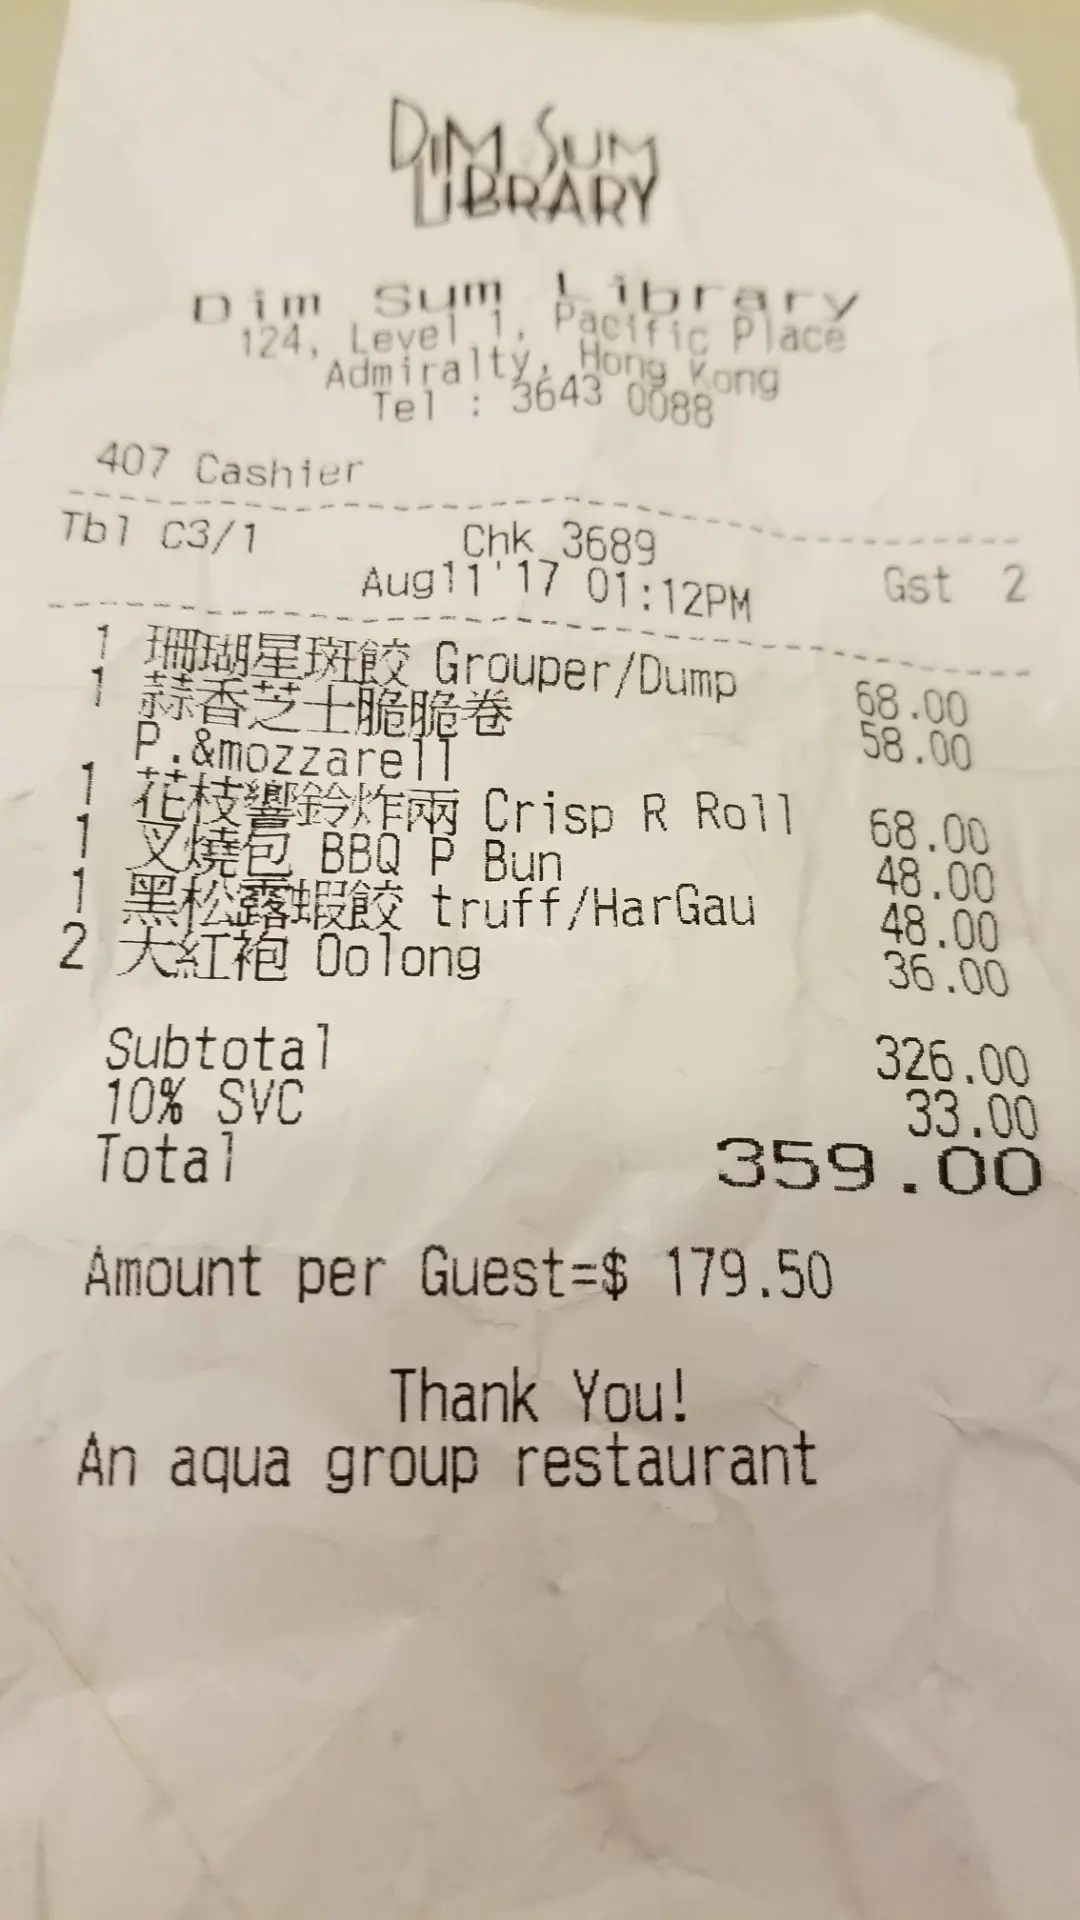 DIM SUM
LIBRARY
Dim Sum Library
124, Level 1, Pacific Place
Admiralty, Hong Kong
Tel : 3643 0088
407 Cashier
Tbl C3/1 Chk 3689 Gst 2
Aug11'17 01:12PM
1 珊瑚星斑餃 Grouper/Dump 68.00
1 蒜香芝士脆脆卷 58.00
P.&mozzarell
1 花枝響鈴炸兩 Crisp R Roll 68.00
1 叉燒包 BBQ P Bun 48.00
1 黑松露蝦餃 truff/HarGau 48.00
2 大紅袍 Oolong 36.00
Subtotal 326.00
10% SVC 33.00
Total 359.00
Amount per Guest=$ 179.50
Thank You!
An aqua group restaurant